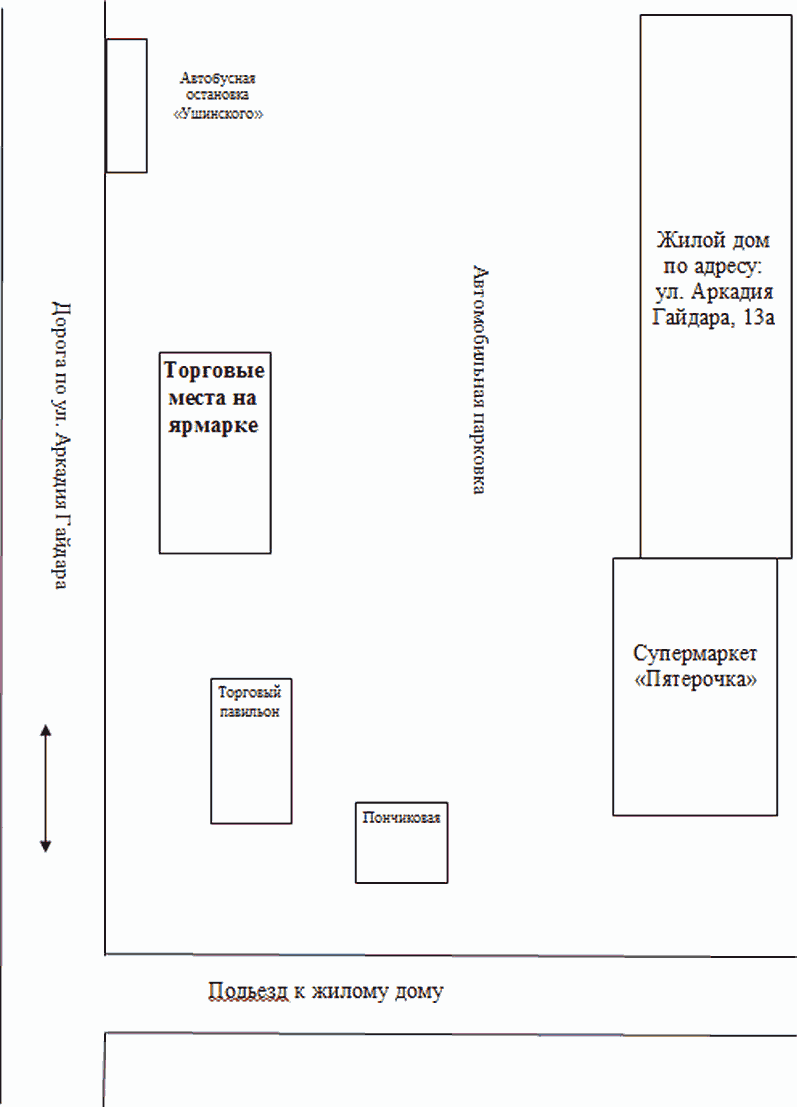 Автобусная
остановка
«Ушинского»
Жилой дом
по адресу:
ул. Аркадия
Гайдара, 13а
Автомобильная парковка
Дорога по ул. Аркадия Гайдара
Торговые
места на
ярмарке
Супермаркет
«Пятерочка»
Торговый
павильон
Пончиковая
Подьезд к жилому дому